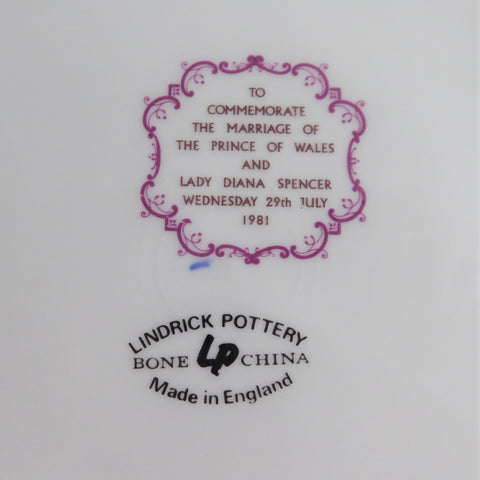 TO
COMMEMORATE
THE MARRIAGE OF
THE PRINCE OF WALES
AND
LADY DIANA SPENCER
WEDNESDAY 29th JULY
1981
LINDRICK POTTERY
BONE LP CHINA
Made in England